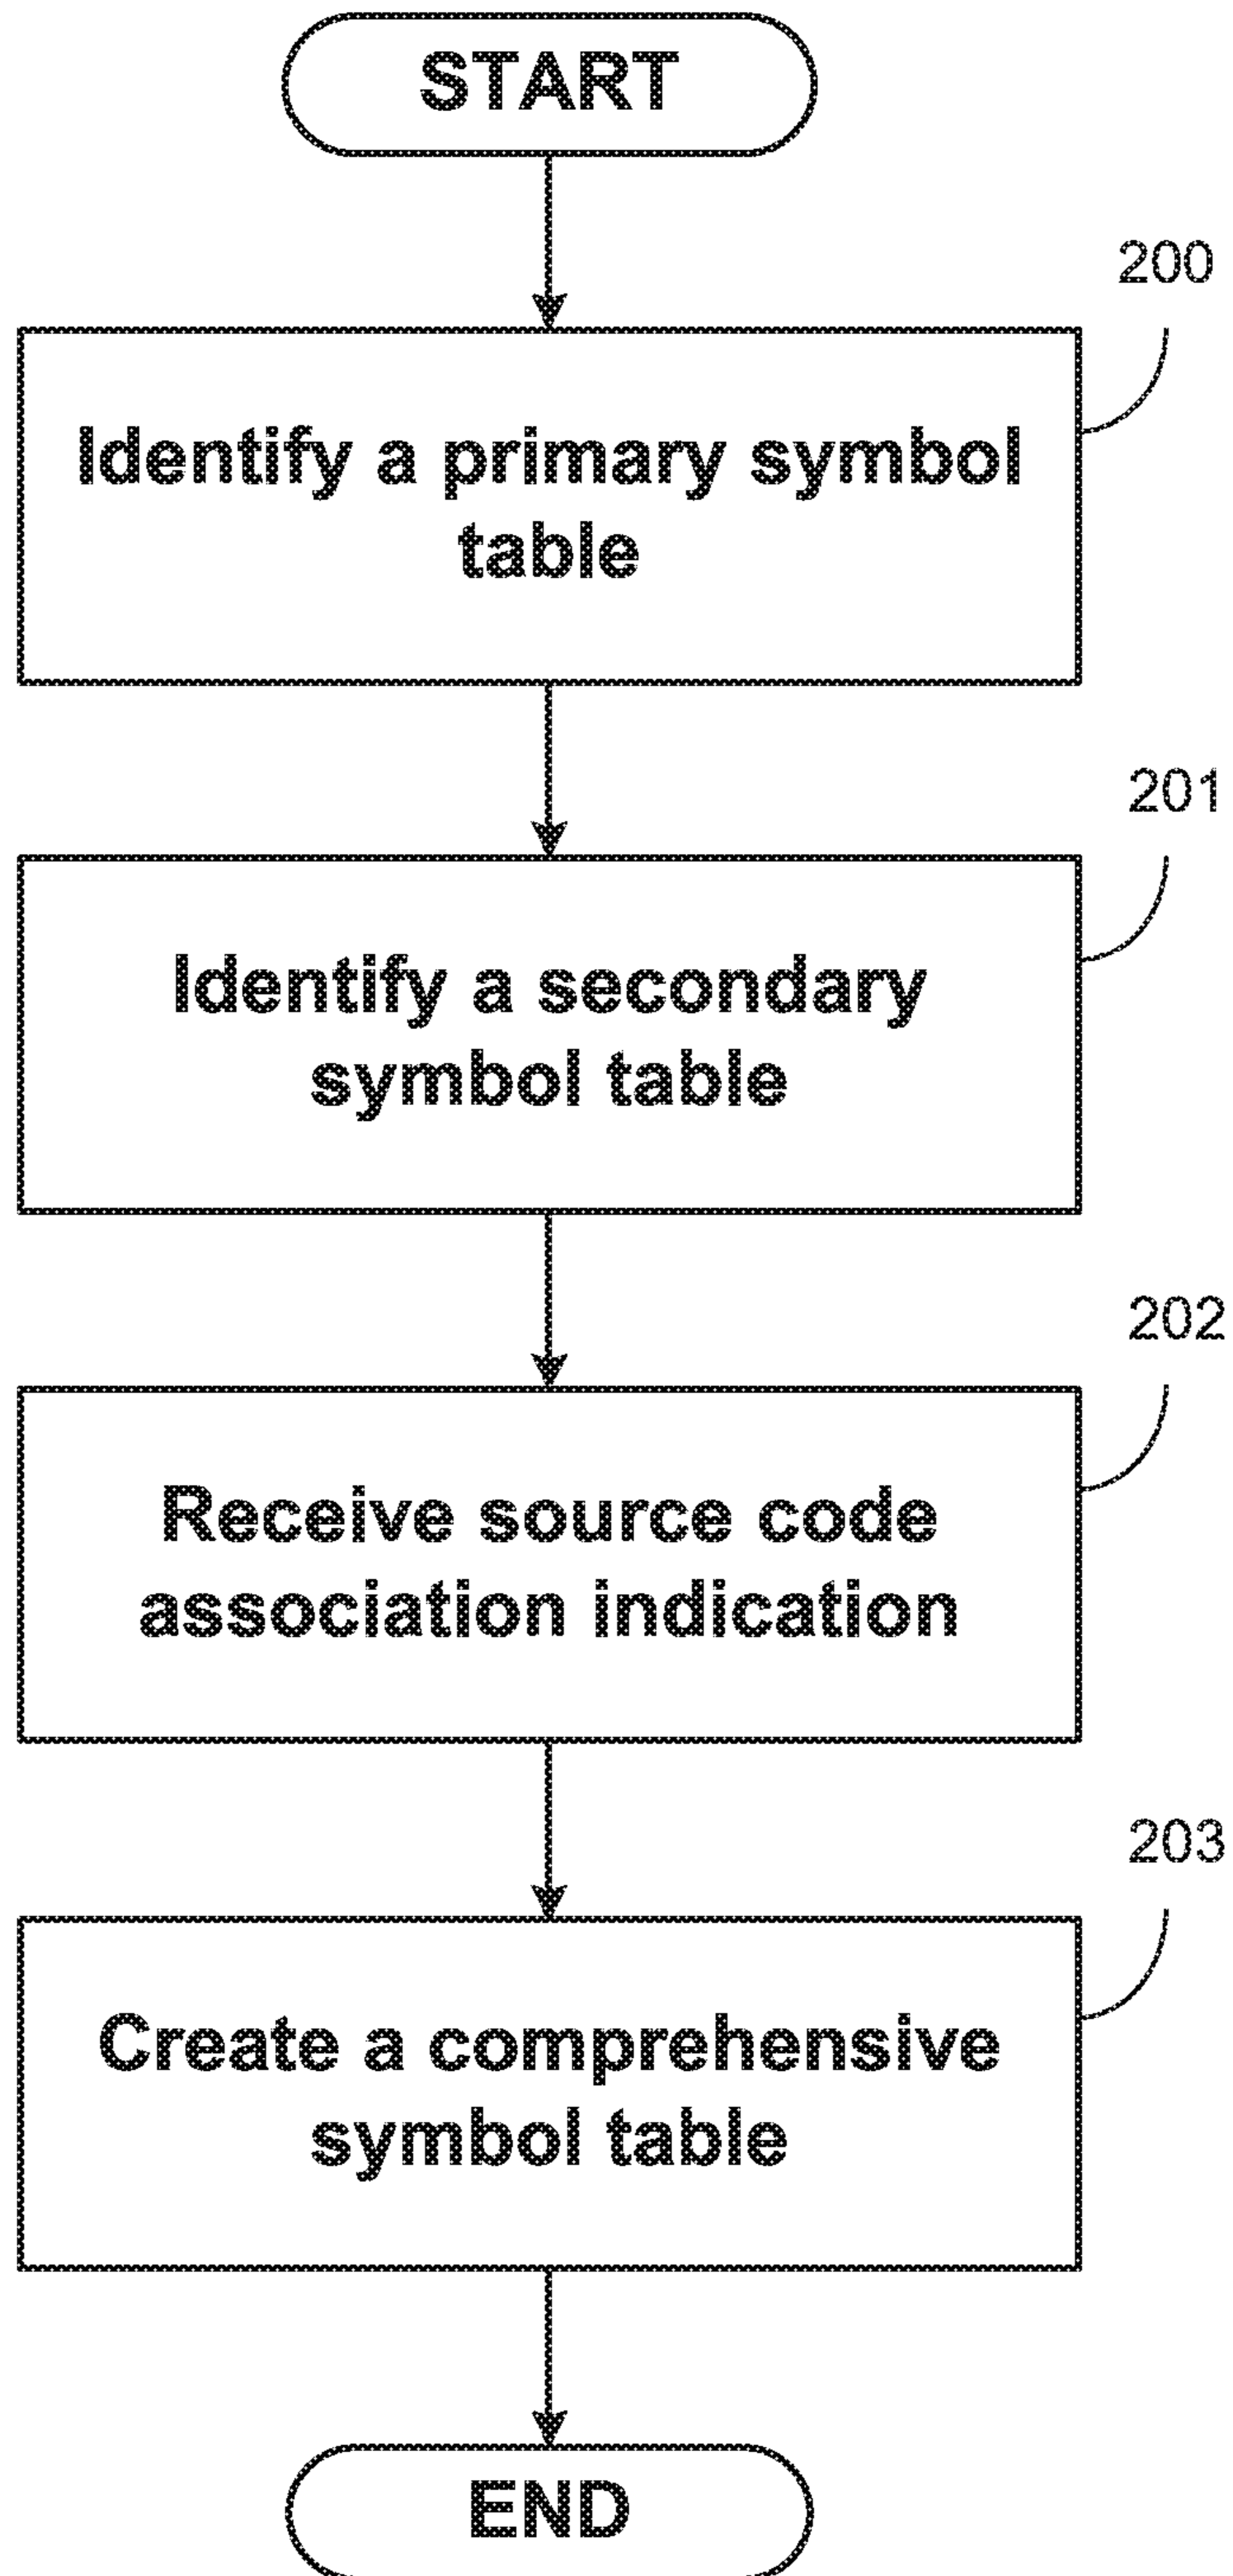 START
200
Identify a primary symbol
table
201
Identify a secondary
symbol table
202
Receive source code
association indication
203
Create a comprehensive
symbol table
END